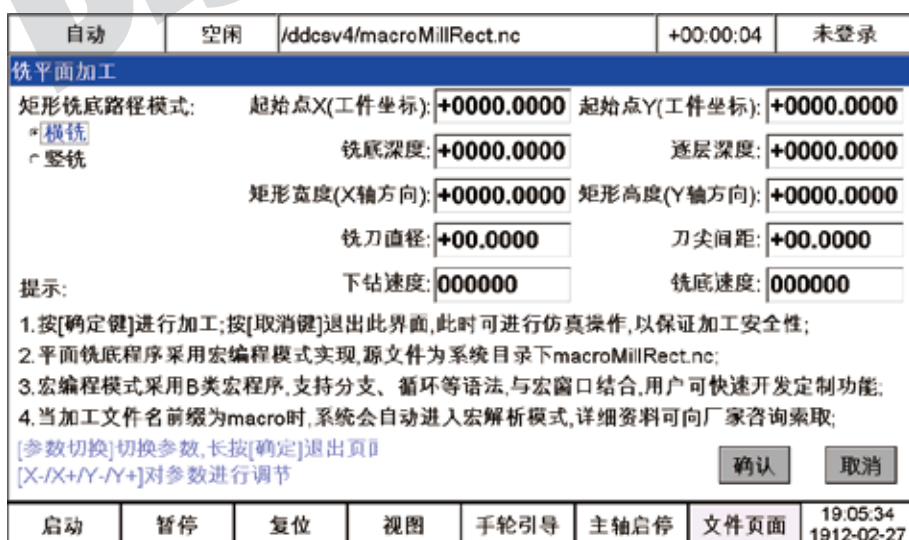 自动 空闲 /ddcsv4/macroMillRect.nc +00:00:04 未登录
铣平面加工
矩形铣底路径模式: 起始点X(工件坐标): +0000.0000 起始点Y(工件坐标): +0000.0000
横铣
竖铣
铣底深度: +0000.0000 逐层深度: +0000.0000
矩形宽度(X轴方向): +0000.0000 矩形高度(Y轴方向): +0000.0000
铣刀直径: +00.0000 刀尖间距: +00.0000
提示: 下钻速度: 000000 铣底速度: 000000
1.按[确定键]进行加工;按[取消键]退出此界面,此时可进行仿真操作,以保证加工安全性;
2.平面铣底程序采用宏编程模式实现,源文件为系统目录下macroMillRect.nc;
3.宏编程模式采用B类宏程序,支持分支、循环等语法,与宏窗口结合,用户可快速开发定制功能;
4.当加工文件名前缀为macro时,系统会自动进入宏解析模式,详细资料可向厂家咨询索取;
[参数切换]切换参数,长按[确定]退出页
[X-/X+/Y-/Y+]对参数进行调节
确认 取消
启动 暂停 复位 视图 手轮引导 主轴启停 文件页面 19:05:34
1912-02-27